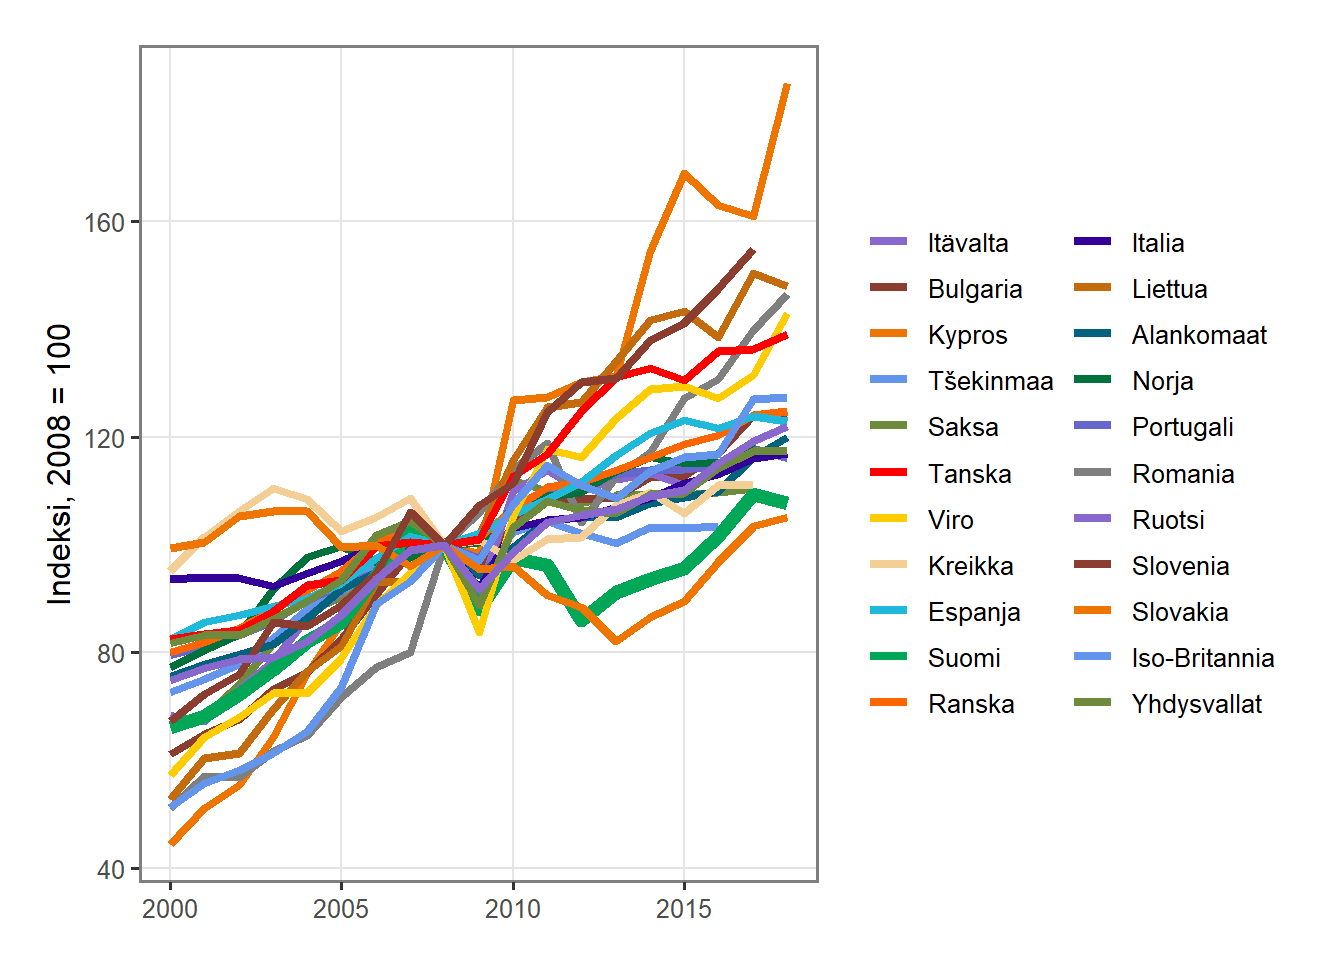 Indeksi, 2008 = 100
160
120
80
40
2000 2005 2010 2015
Itävalta
Bulgaria
Kypros
Tšekinmaa
Saksa
Tanska
Viro
Kreikka
Espanja
Suomi
Ranska
Italia
Liettua
Alankomaat
Norja
Portugali
Romania
Ruotsi
Slovenia
Slovakia
Iso-Britannia
Yhdysvallat